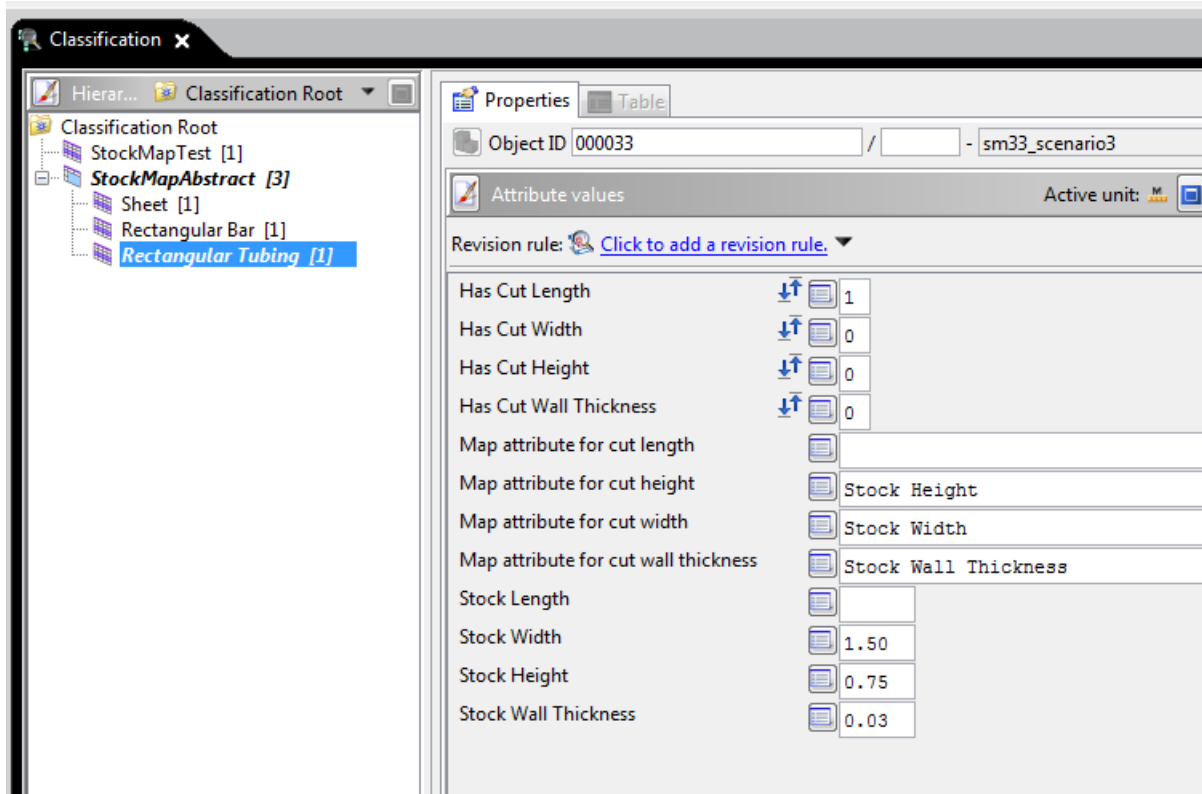 Classification
Hierar... Classification Root
Classification Root
StockMapTest [1]
StockMapAbstract [3]
Sheet [1]
Rectangular Bar [1]
Rectangular Tubing [1]
Properties Table
Object ID 000033 / - sm33_scenario3
Attribute values Active unit: M
Revision rule: Click to add a revision rule.
Has Cut Length 1
Has Cut Width 0
Has Cut Height 0
Has Cut Wall Thickness 0
Map attribute for cut length
Map attribute for cut height Stock Height
Map attribute for cut width Stock Width
Map attribute for cut wall thickness Stock Wall Thickness
Stock Length
Stock Width 1.50
Stock Height 0.75
Stock Wall Thickness 0.03